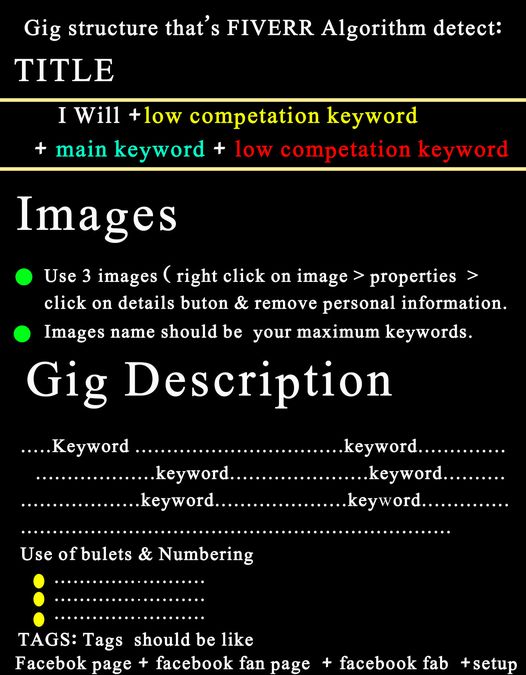 Gig structure that's FIVERR Algorithm detect:
TITLE
I Will +low competation keyword
+ main keyword + low competation keyword
Images
Use 3 images ( right click on image > properties >
click on details buton & remove personal information.
Images name should be your maximum keywords.
Gig Description
.....Keyword .................................keyword..............
...................keyword......................keyword..........
...................keyword.....................keyword..............
....................................................................
Use of bulets & Numbering
........................
........................
........................
TAGS: Tags should be like
Facebok page + facebook fan page + facebook fab +setup